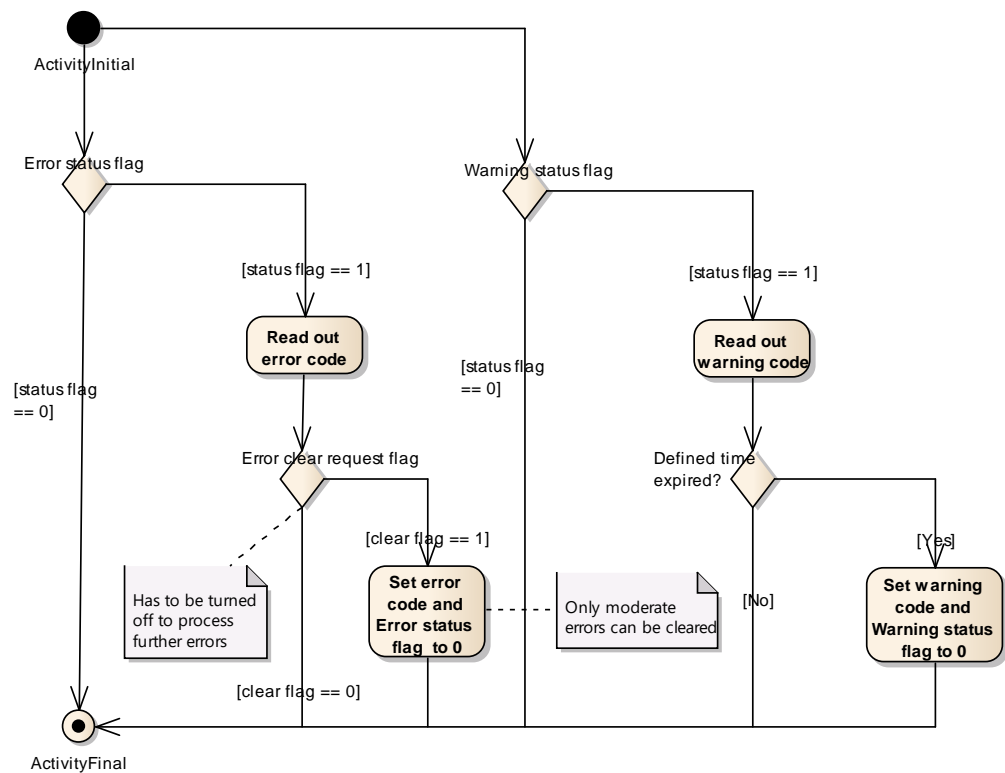 ActivityInitial
Error status flag
Warning status flag
[status flag == 1]
[status flag == 1]
Read out
error code
Read out
warning code
[status flag
== 0]
[status flag
== 0]
Error clear request flag
Defined time
expired?
[clear flag == 1]
[Yes]
Has to be turned
off to process
further errors
Set error
code and
Error status
flag to 0
Only moderate
errors can be cleared
[No]
Set warning
code and
Warning status
flag to 0
[clear flag == 0]
ActivityFinal